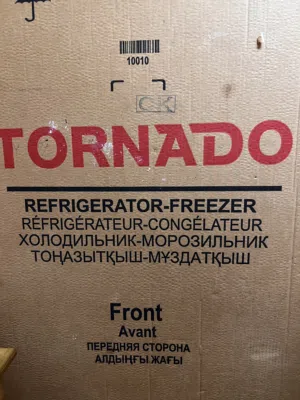 10010
CK
TORNADO
REFRIGERATOR-FREEZER
RÉFRIGÉRATEUR-CONGÉLATEUR
ХОЛОДИЛЬНИК-МОРОЗИЛЬНИК
ТОҢАЗЫТҚЫШ-МҰЗДАТҚЫШ
Front
Avant
ПЕРЕДНЯЯ СТОРОНА
АЛДЫҢҒЫ ЖАҒЫ